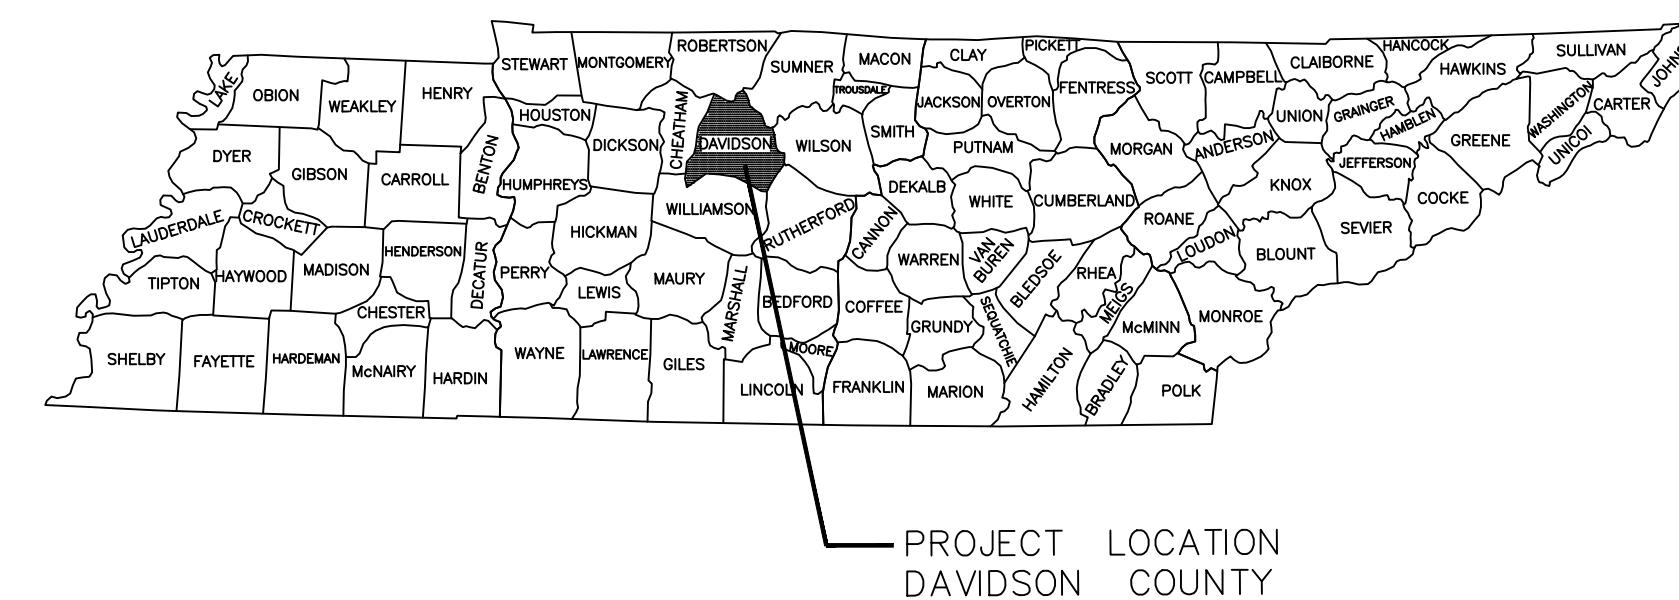 ROBERTSON
STEWART
MONTGOMERY
SUMNER
MACON
CLAY
PICKETT
FENTRESS
SCOTT
CAMPBELL
CLAIBORNE
HANCOCK
HAWKINS
SULLIVAN
LAKE
OBION
WEAKLEY
HENRY
HOUSTON
CHEATHAM
TROUSDALE
JACKSON
OVERTON
UNION
GRAINGER
HAMBLEN
GREENE
WASHINGTON
CARTER
UNICOI
DYER
GIBSON
CARROLL
BENTON
HUMPHREYS
DICKSON
DAVIDSON
WILSON
SMITH
PUTNAM
MORGAN
ANDERSON
JEFFERSON
KNOX
COCKE
DEKALB
WHITE
CUMBERLAND
LAUDERDALE
CROCKETT
WILLIAMSON
RUTHERFORD
CANNON
ROANE
LOUDON
BLOUNT
SEVIER
HENDERSON
DECATUR
HICKMAN
PERRY
LEWIS
MAURY
MARSHALL
BEDFORD
COFFEE
WARREN
VAN
BUREN
BLEDSOE
RHEA
MEIGS
McMINN
MONROE
TIPTON
HAYWOOD
MADISON
CHESTER
SHELBY
FAYETTE
HARDEMAN
McNAIRY
HARDIN
WAYNE
LAWRENCE
GILES
MOORE
LINCOLN
FRANKLIN
GRUNDY
SEQUATCHIE
MARION
HAMILTON
BRADLEY
POLK
PROJECT LOCATION
DAVIDSON COUNTY